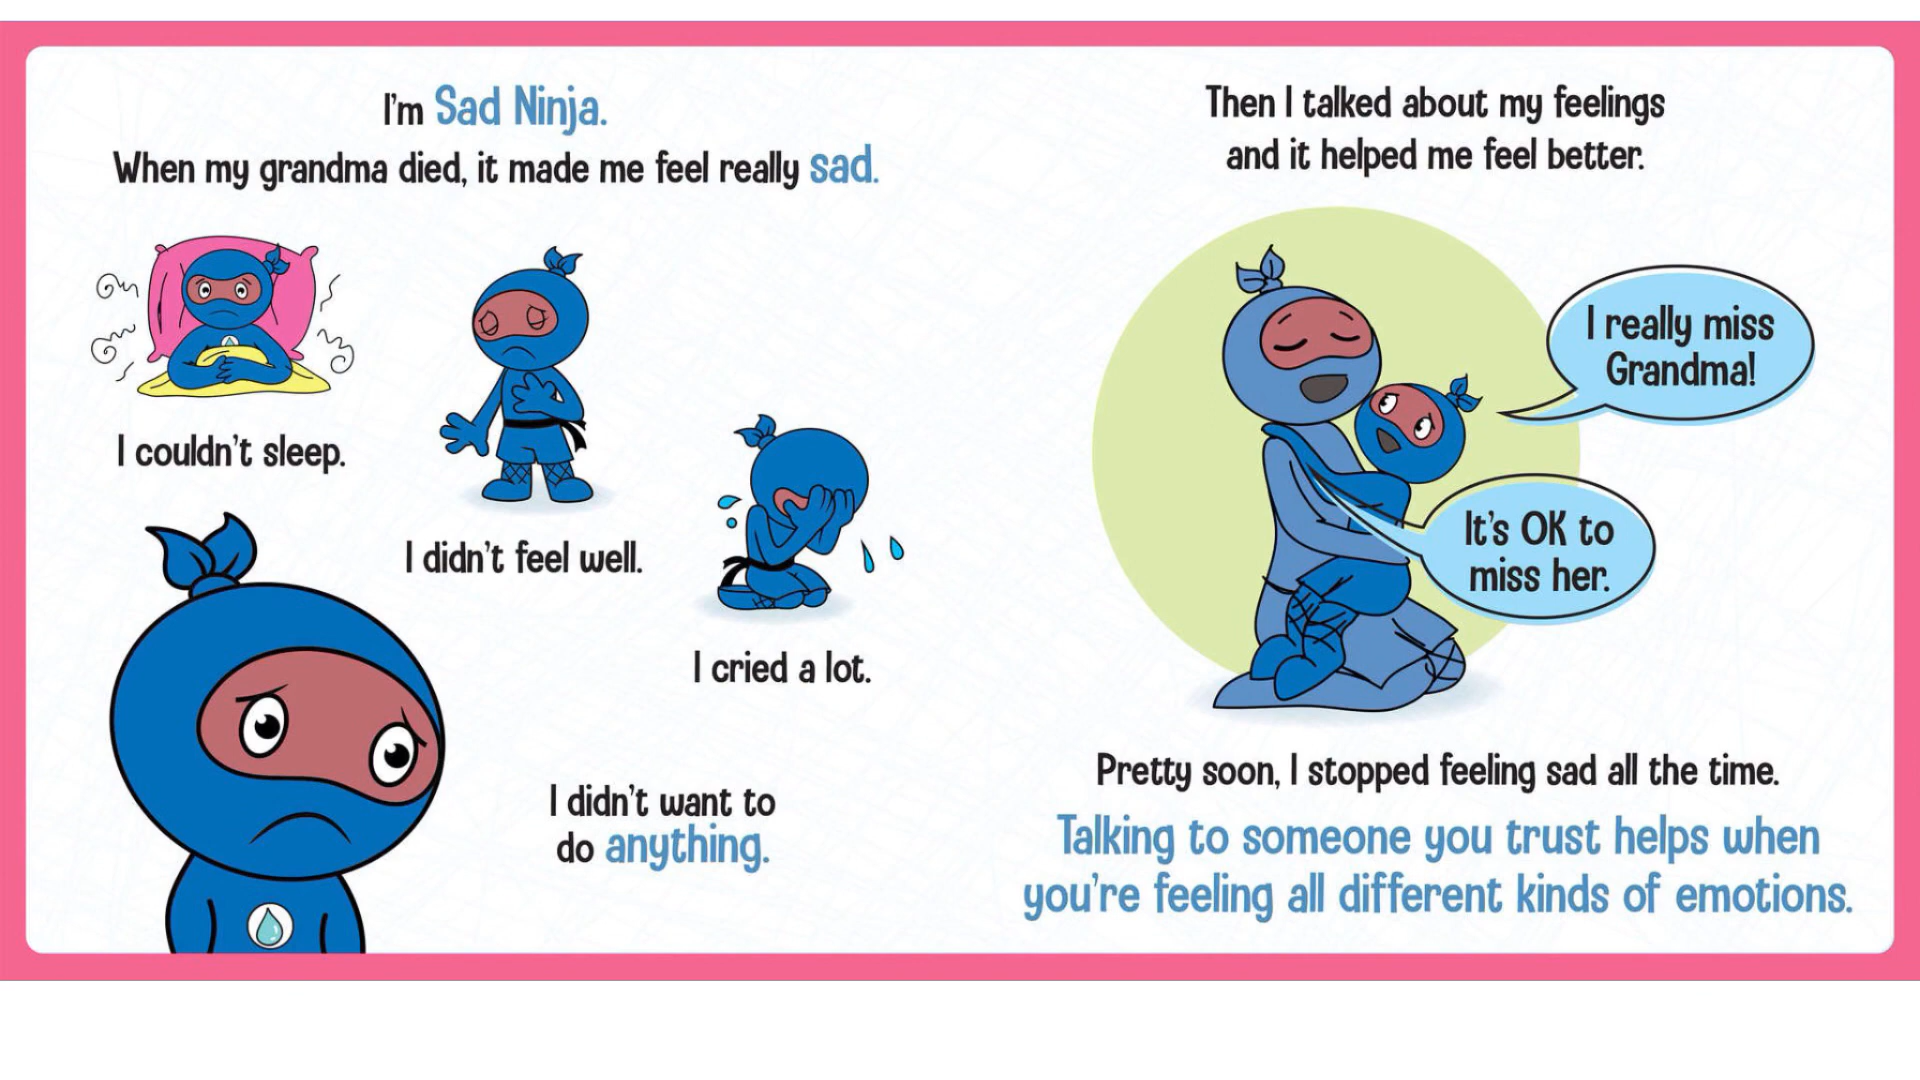 I'm Sad Ninja.
When my grandma died, it made me feel really sad.
I couldn't sleep.
I didn't feel well.
I cried a lot.
I didn't want to
do anything.
Then I talked about my feelings
and it helped me feel better.
I really miss
Grandma!
It's OK to
miss her.
Pretty soon, I stopped feeling sad all the time.
Talking to someone you trust helps when
you're feeling all different kinds of emotions.